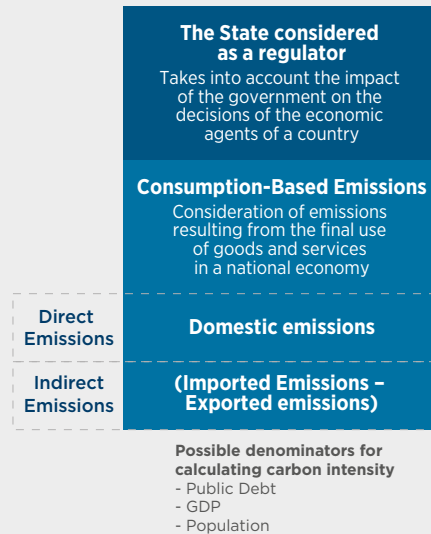 The State considered
as a regulator
Takes into account the impact
of the government on the
decisions of the economic
agents of a country
Consumption-Based Emissions
Consideration of emissions
resulting from the final use
of goods and services
in a national economy
Direct
Emissions
Domestic emissions
Indirect
Emissions
(Imported Emissions –
Exported emissions)
Possible denominators for
calculating carbon intensity
- Public Debt
- GDP
- Population